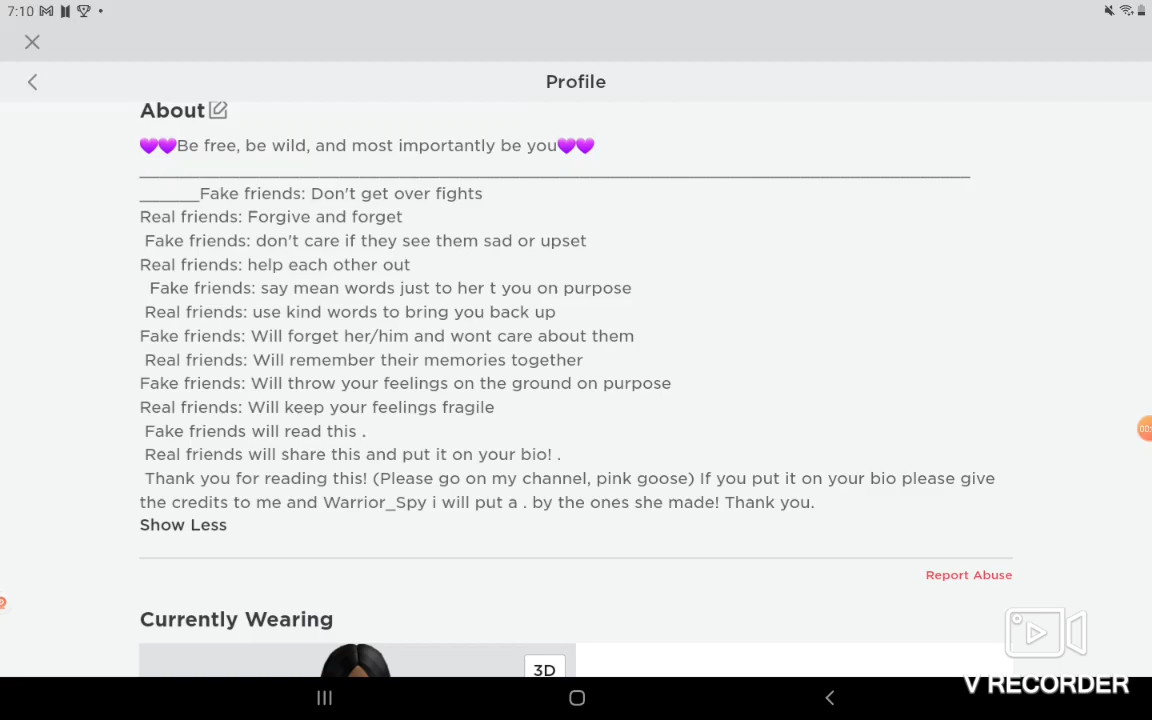 7:10
Profile
About
💜💜Be free, be wild, and most importantly be you💜💜
___________________________________________________________________________________
______Fake friends: Don't get over fights
Real friends: Forgive and forget
Fake friends: don't care if they see them sad or upset
Real friends: help each other out
Fake friends: say mean words just to her t you on purpose
Real friends: use kind words to bring you back up
Fake friends: Will forget her/him and wont care about them
Real friends: Will remember their memories together
Fake friends: Will throw your feelings on the ground on purpose
Real friends: Will keep your feelings fragile
Fake friends will read this .
Real friends will share this and put it on your bio! .
Thank you for reading this! (Please go on my channel, pink goose) If you put it on your bio please give
the credits to me and Warrior_Spy i will put a . by the ones she made! Thank you.
Show Less
Report Abuse
Currently Wearing
3D
V RECORDER